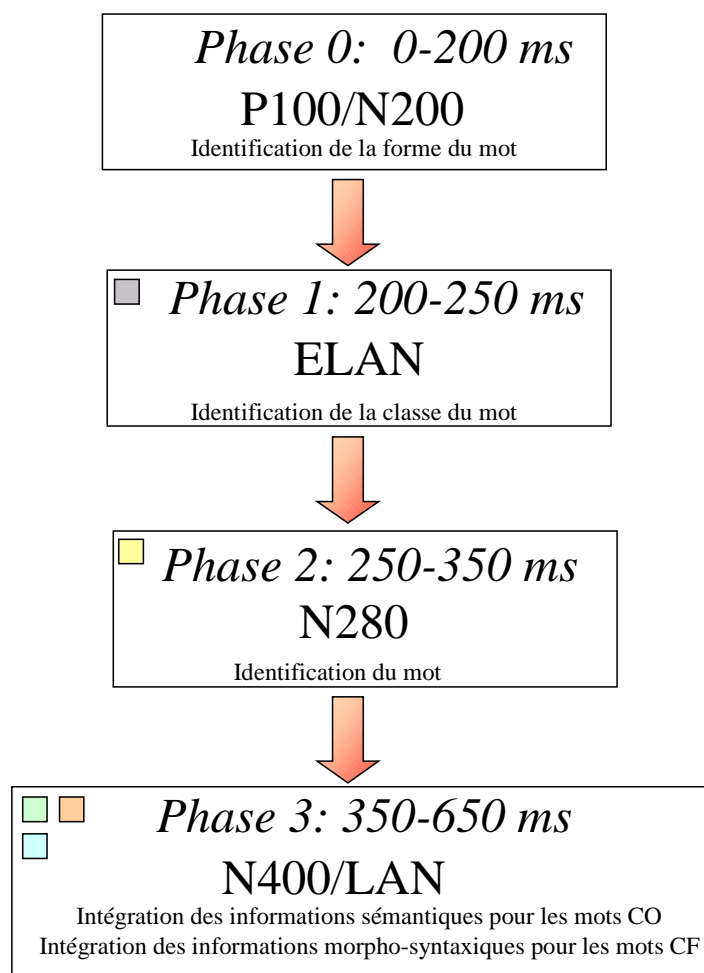 Phase 0: 0-200 ms
P100/N200
Identification de la forme du mot
Phase 1: 200-250 ms
ELAN
Identification de la classe du mot
Phase 2: 250-350 ms
N280
Identification du mot
Phase 3: 350-650 ms
N400/LAN
Intégration des informations sémantiques pour les mots CO
Intégration des informations morpho-syntaxiques pour les mots CF